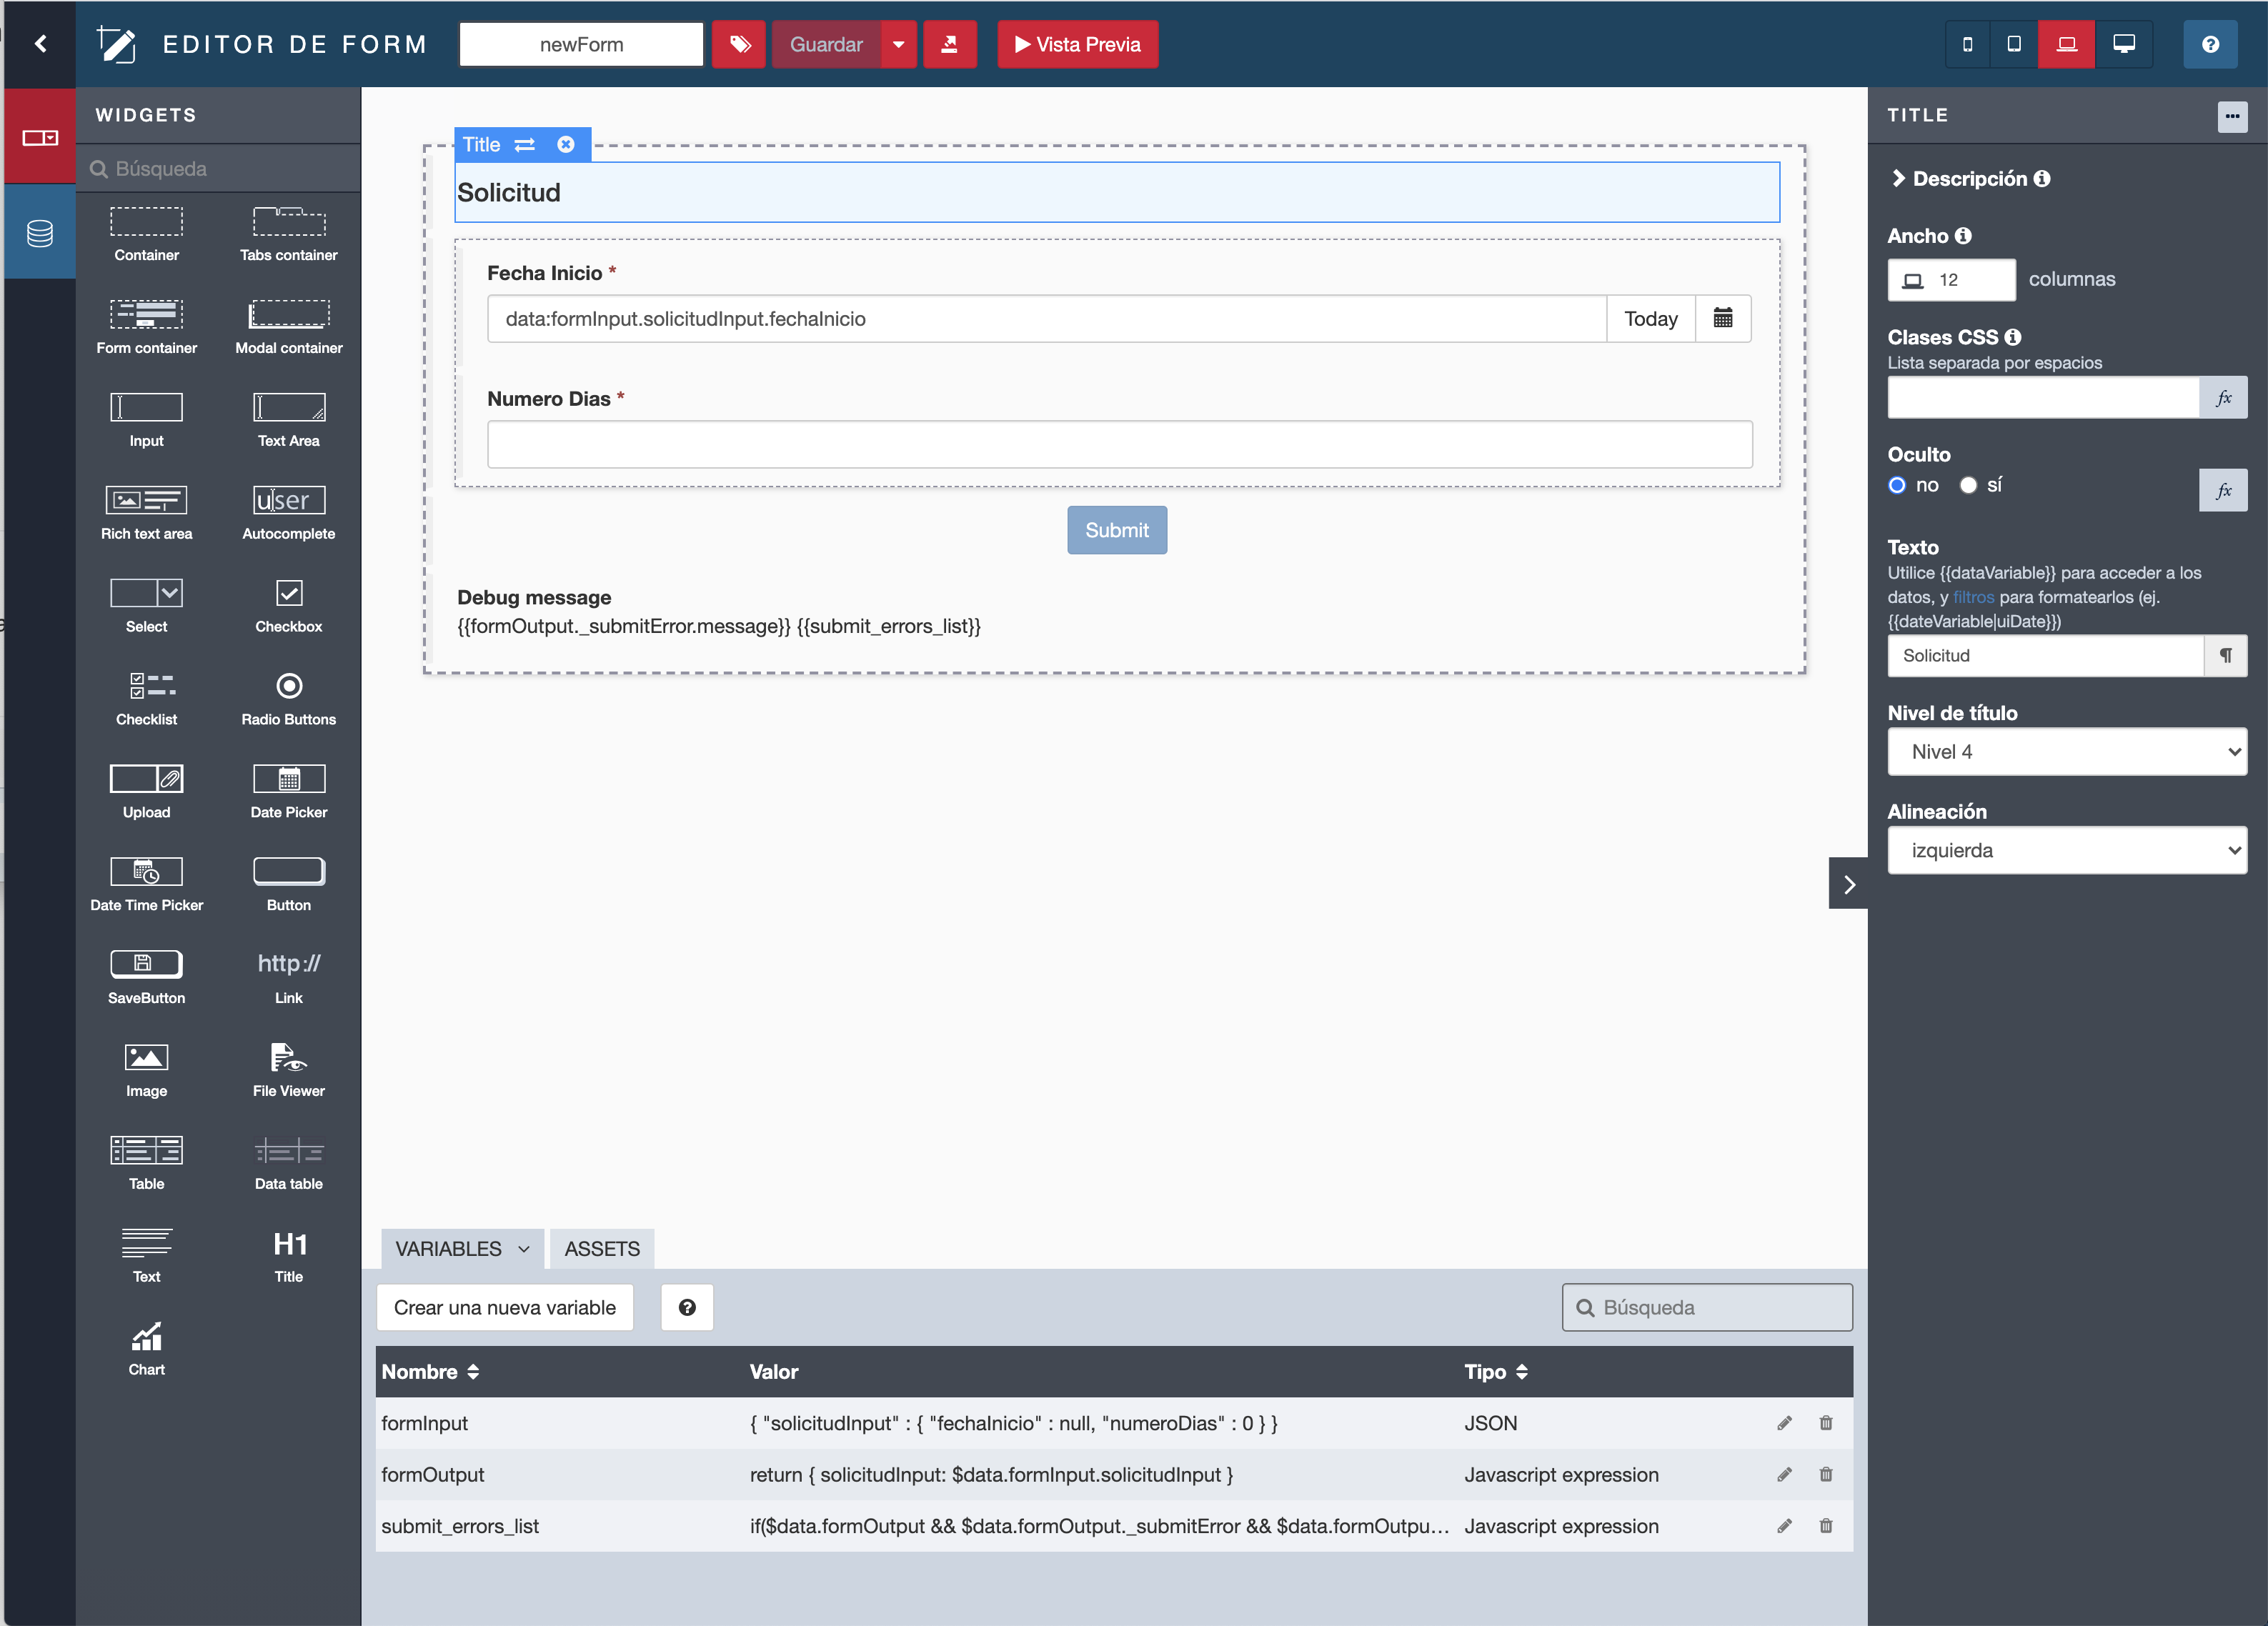 EDITOR DE FORM
newForm
Guardar
Vista Previa
WIDGETS
Búsqueda
Container
Tabs container
Form container
Modal container
Input
Text Area
Rich text area
user
Autocomplete
Select
Checkbox
Checklist
Radio Buttons
Upload
Date Picker
Date Time Picker
Button
SaveButton
http://
Link
Image
File Viewer
Table
Data table
Text
H1
Title
Chart
Title
Solicitud
Fecha Inicio *
data:formInput.solicitudInput.fechaInicio
Today
Numero Dias *
Submit
Debug message
{{formOutput._submitError.message}} {{submit_errors_list}}
VARIABLES
ASSETS
Crear una nueva variable
Búsqueda
Nombre Valor Tipo
formInput { "solicitudInput" : { "fechaInicio" : null, "numeroDias" : 0 } } JSON
formOutput return { solicitudInput: $data.formInput.solicitudInput } Javascript expression
submit_errors_list if($data.formOutput && $data.formOutput._submitError && $data.formOutpu... Javascript expression
TITLE
Descripción
Ancho
12 columnas
Clases CSS
Lista separada por espacios
fx
Oculto
no sí
fx
Texto
Utilice {{dataVariable}} para acceder a los
datos, y filtros para formatearlos (ej.
{{dateVariable|uiDate}})
Solicitud
Nivel de título
Nivel 4
Alineación
izquierda